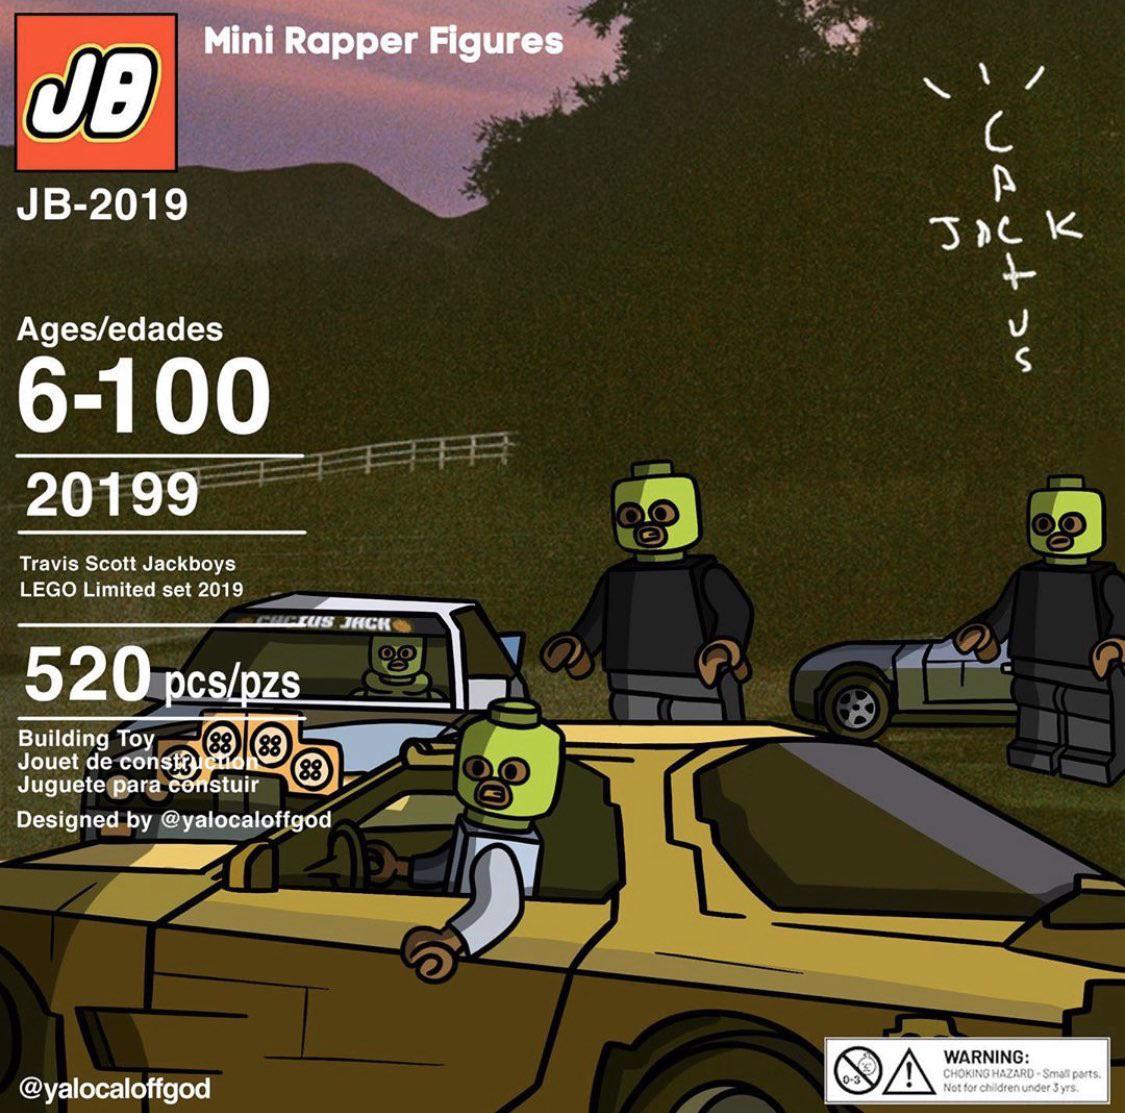 JB
Mini Rapper Figures
JB-2019
C
A
JACK
t
U
S
Ages/edades
6-100
20199
Travis Scott Jackboys
LEGO Limited set 2019
CACTUS JACK
520 pcs/pzs
Building Toy
Jouet de construction
Juguete para constuir
Designed by @yalocaloffgod
@yalocaloffgod
0-3
WARNING:
CHOKING HAZARD - Small parts.
Not for children under 3 yrs.